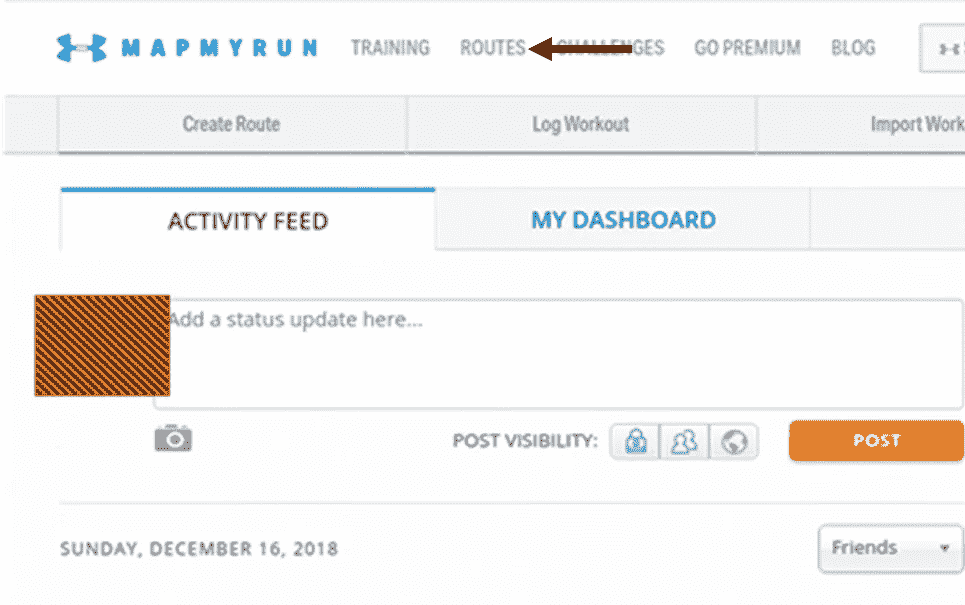 MAPMYRUN TRAINING ROUTES CHALLENGES GO PREMIUM BLOG
Create Route Log Workout Import Work
ACTIVITY FEED MY DASHBOARD
Add a status update here...
POST VISIBILITY: POST
SUNDAY, DECEMBER 16, 2018 Friends